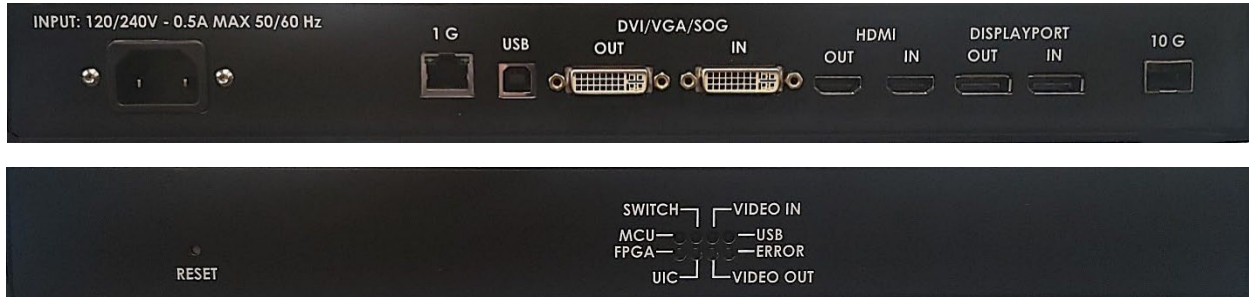 INPUT: 120/240V - 0.5A MAX 50/60 Hz
1 G
USB
DVI/VGA/SOG
OUT IN
HDMI
OUT IN
DISPLAYPORT
OUT IN
10 G
SWITCH VIDEO IN
MCU USB
FPGA ERROR
UIC VIDEO OUT
RESET